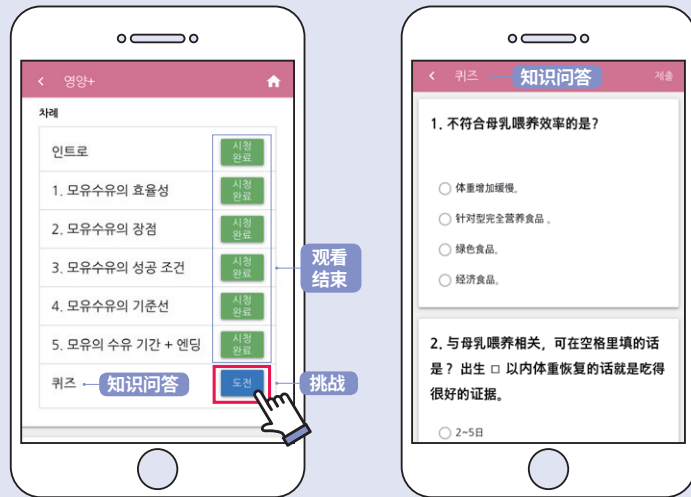 영양+
차례
인트로
시청
완료
1. 모유수유의 효율성
시청
완료
2. 모유수유의 장점
시청
완료
3. 모유수유의 성공 조건
시청
완료
4. 모유수유의 기준선
시청
완료
5. 모유의 수유 기간 + 엔딩
시청
완료
观看
结束
퀴즈
知识问答
도전
挑战
퀴즈
知识问答
제출
1. 不符合母乳喂养效率的是?
体重增加缓慢。
针对型完全营养食品 。
绿色食品。
经济食品。
2. 与母乳喂养相关，可在空格里填的话
是？ 出生 □ 以内体重恢复的话就是吃得
很好的证据。
2~5日